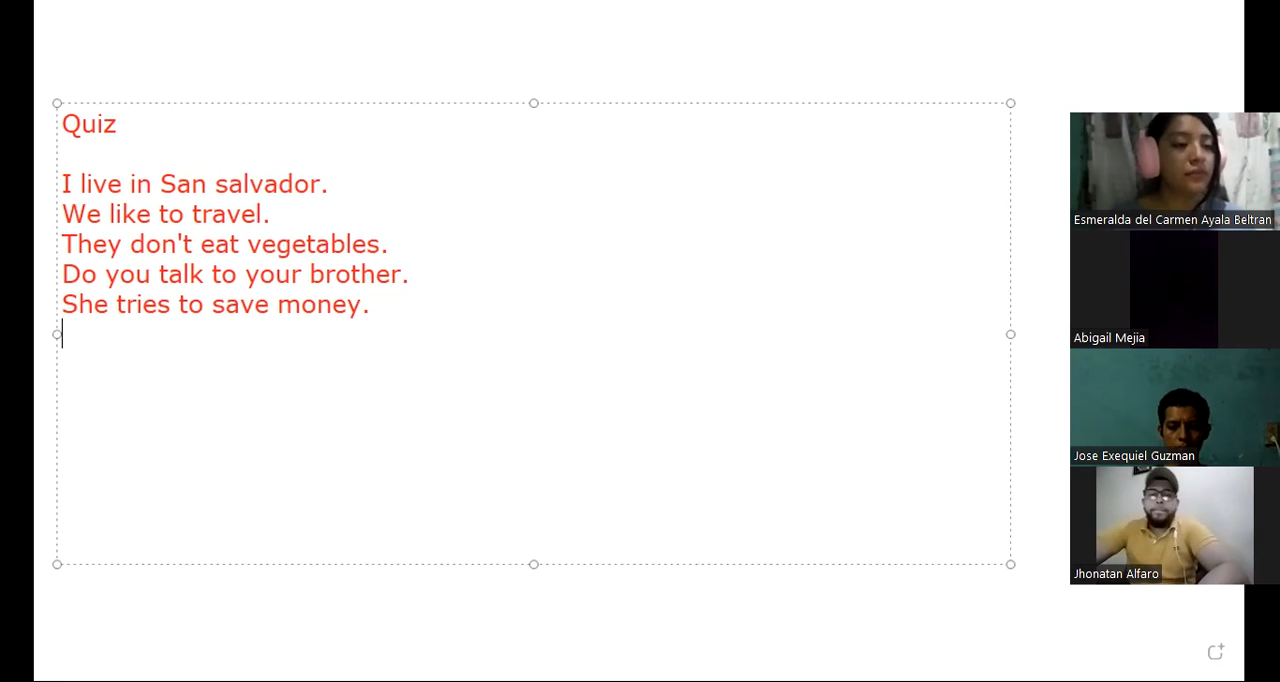 Quiz
I live in San salvador.
We like to travel.
They don't eat vegetables.
Do you talk to your brother.
She tries to save money.
Esmeralda del Carmen Ayala Beltran
Abigail Mejia
Jose Exequiel Guzman
Jhonatan Alfaro